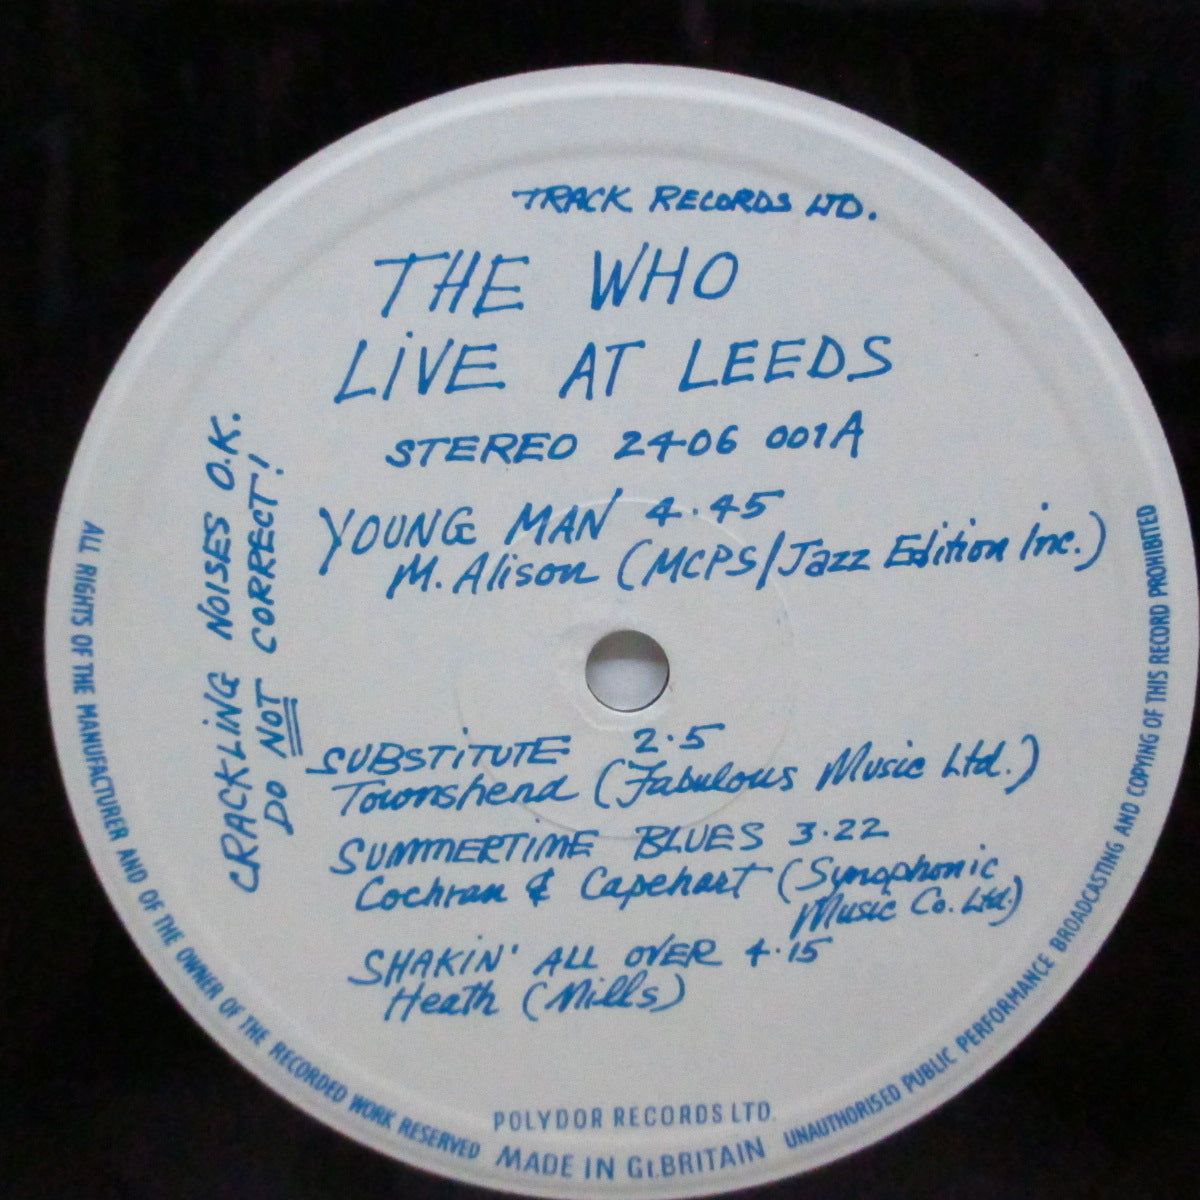 TRACK RECORDS LTD.
THE WHO
LiVE AT LEEDS
STEREO 2406 001A
YOUNG MAN 4.45
M. Alison (MCPS/Jazz Edition Inc.)
CRACKLING NOISES O.K.
DO NOT CORRECT!
SUBSTITUTE 2.5
Townshend (Fabulous Music Ltd.)
SUMMERTIME BLUES 3.22
Cochran & Capehart (Synophonic
Music Co. Ltd.)
SHAKIN' ALL OVER 4.15
Heath (Mills)
POLYDOR RECORDS LTD.
ALL RIGHTS OF THE MANUFACTURER AND OF THE OWNER OF THE RECORDED WORK RESERVED MADE IN Gt.BRITAIN UNAUTHORISED PUBLIC PERFORMANCE BROADCASTING AND COPYING OF THIS RECORD PROHIBITED